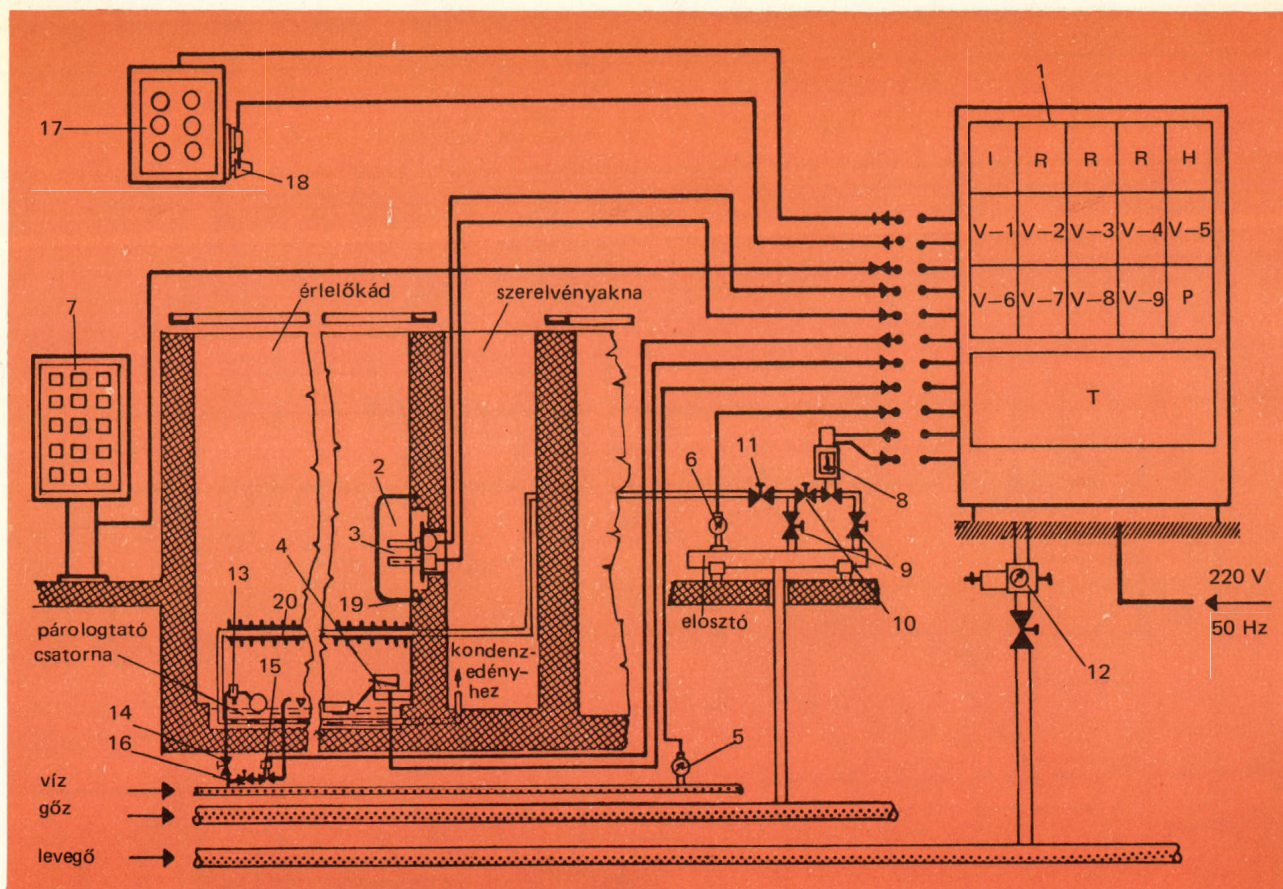 1
17
18
I R R R H
V–1 V–2 V–3 V–4 V–5
V–6 V–7 V–8 V–9 P
T
érlelőkád
szerelvényakna
7
2
3
4
19
6
11
8
9
10
elosztó
220 V
50 Hz
12
13
20
párologtató
csatorna
15
kondenz-
edény-
hez
14
16
5
víz
gőz
levegő